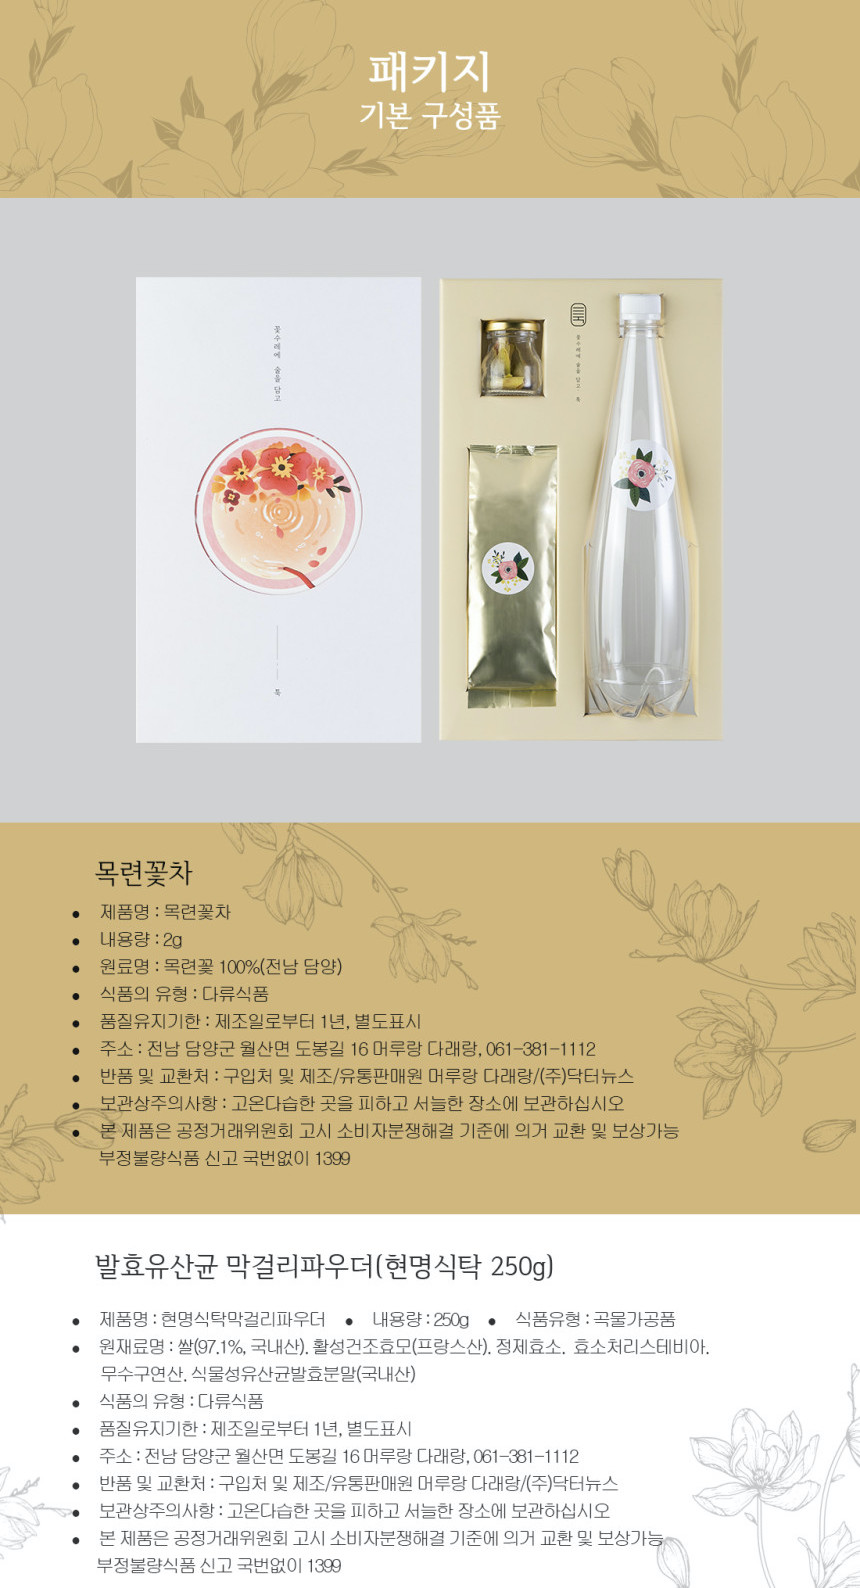 패키지
기본 구성품
꽃수레에 술을 담고
톡
톡
꽃수레에 술을 담고 · 톡
목련꽃차
● 제품명 : 목련꽃차
● 내용량 : 2g
● 원료명 : 목련꽃 100%(전남 담양)
● 식품의 유형 : 다류식품
● 품질유지기한 : 제조일로부터 1년, 별도표시
● 주소 : 전남 담양군 월산면 도봉길 16 머루랑 다래랑, 061-381-1112
● 반품 및 교환처 : 구입처 및 제조/유통판매원 머루랑 다래랑/(주)닥터뉴스
● 보관상주의사항 : 고온다습한 곳을 피하고 서늘한 장소에 보관하십시오
● 본 제품은 공정거래위원회 고시 소비자분쟁해결 기준에 의거 교환 및 보상가능
부정불량식품 신고 국번없이 1399
발효유산균 막걸리파우더(현명식탁 250g)
● 제품명 : 현명식탁막걸리파우더 ● 내용량 : 250g ● 식품유형 : 곡물가공품
● 원재료명 : 쌀(97.1%, 국내산). 활성건조효모(프랑스산). 정제효소. 효소처리스테비아.
무수구연산. 식물성유산균발효분말(국내산)
● 식품의 유형 : 다류식품
● 품질유지기한 : 제조일로부터 1년, 별도표시
● 주소 : 전남 담양군 월산면 도봉길 16 머루랑 다래랑, 061-381-1112
● 반품 및 교환처 : 구입처 및 제조/유통판매원 머루랑 다래랑/(주)닥터뉴스
● 보관상주의사항 : 고온다습한 곳을 피하고 서늘한 장소에 보관하십시오
● 본 제품은 공정거래위원회 고시 소비자분쟁해결 기준에 의거 교환 및 보상가능
부정불량식품 신고 국번없이 1399